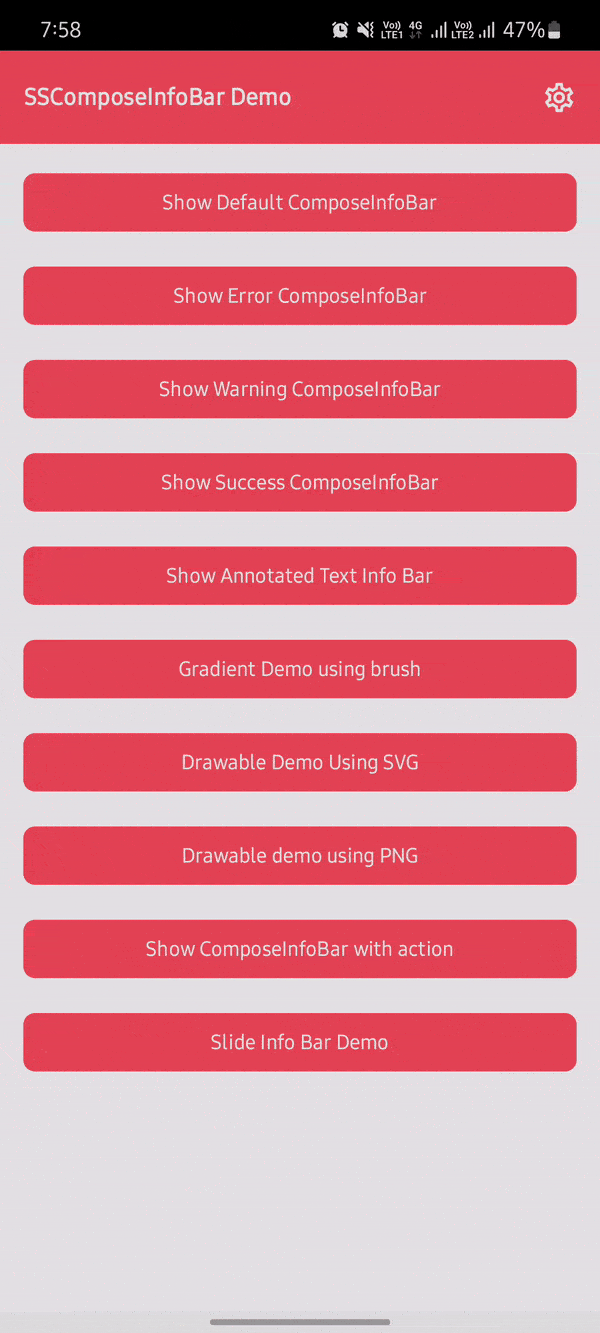 7:58
Vo)) LTE1 4G Vo)) LTE2 47%
SSComposeInfoBar Demo
Show Default ComposeInfoBar
Show Error ComposeInfoBar
Show Warning ComposeInfoBar
Show Success ComposeInfoBar
Show Annotated Text Info Bar
Gradient Demo using brush
Drawable Demo Using SVG
Drawable demo using PNG
Show ComposeInfoBar with action
Slide Info Bar Demo